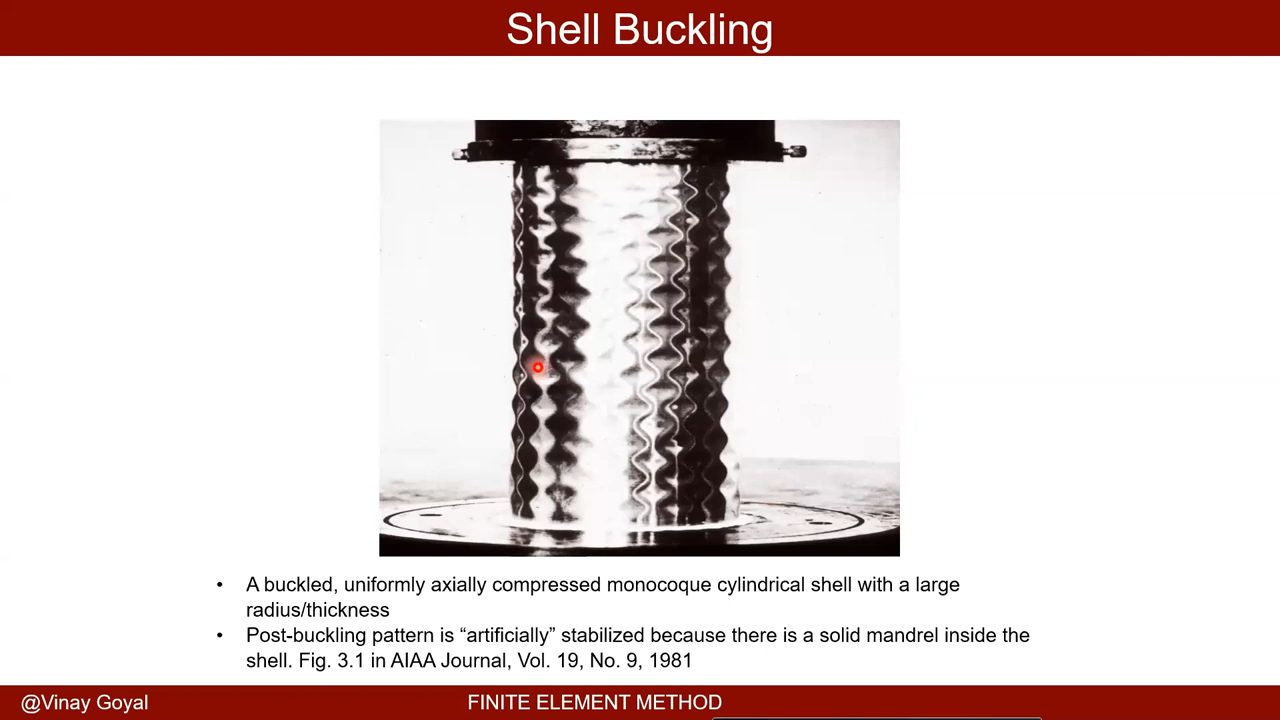 Shell Buckling
• A buckled, uniformly axially compressed monocoque cylindrical shell with a large
radius/thickness
• Post-buckling pattern is “artificially” stabilized because there is a solid mandrel inside the
shell. Fig. 3.1 in AIAA Journal, Vol. 19, No. 9, 1981
@Vinay Goyal
FINITE ELEMENT METHOD